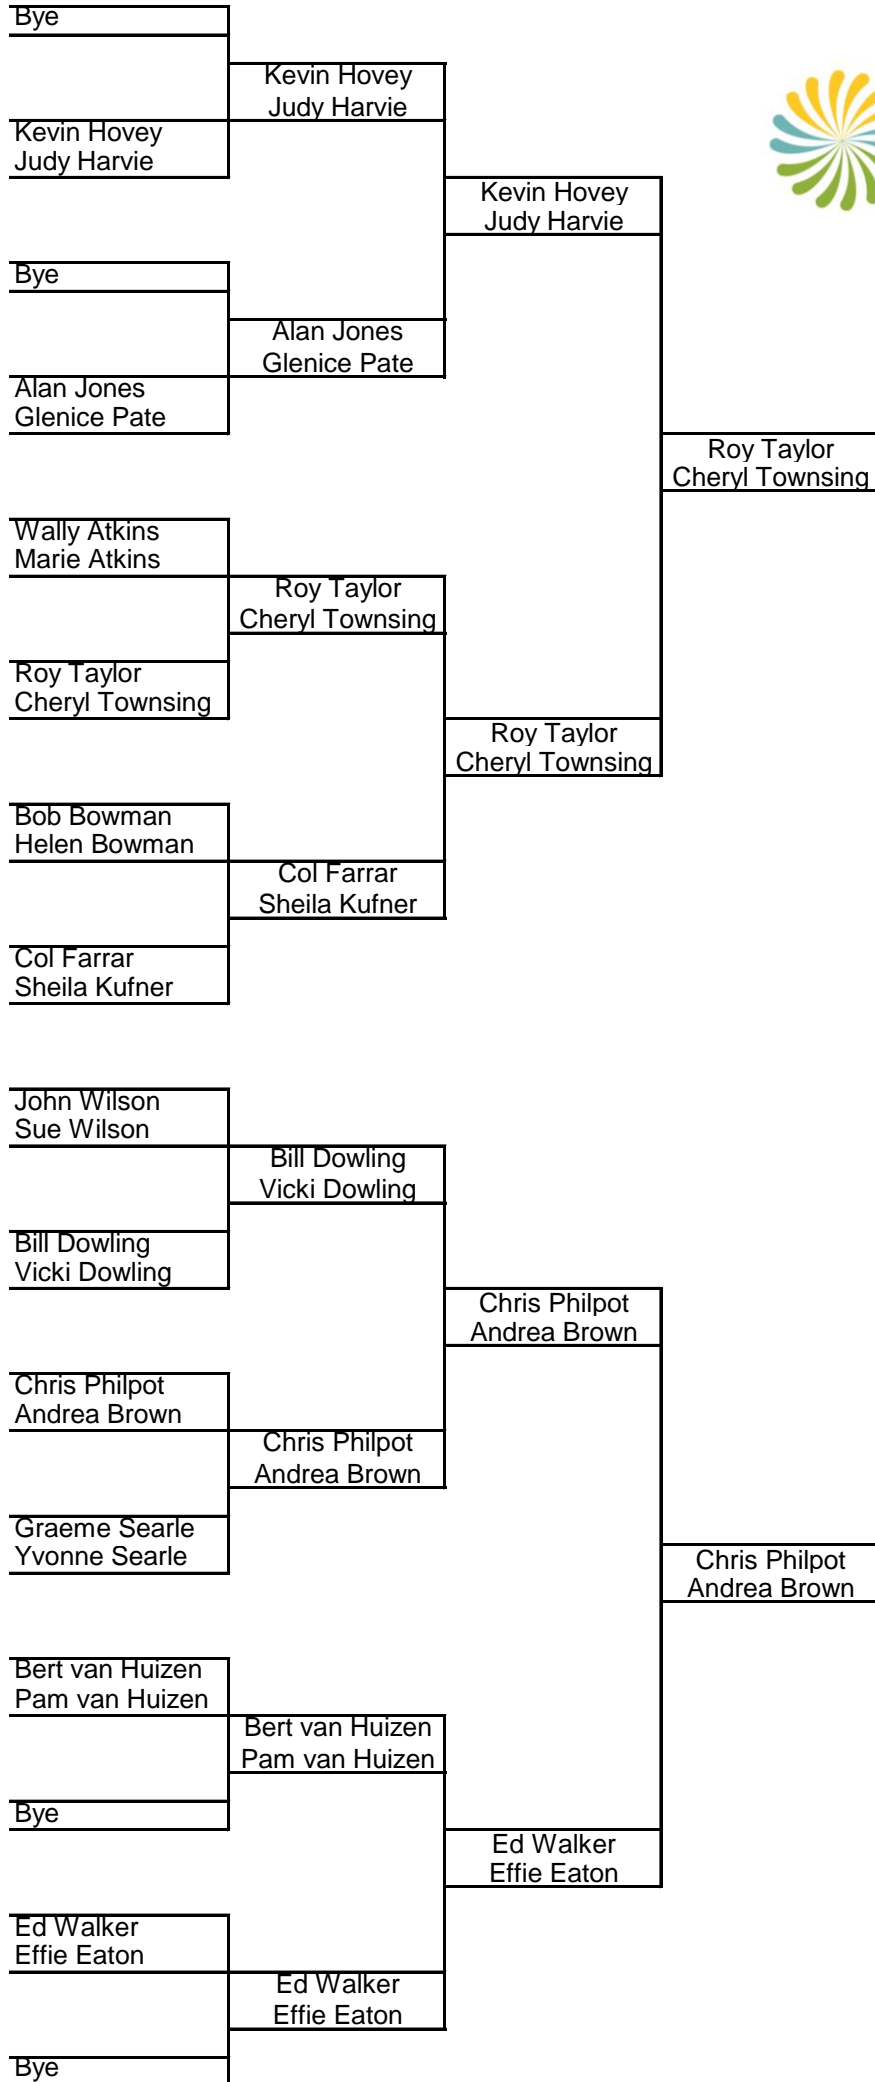 Bye
Kevin Hovey
Judy Harvie
Kevin Hovey
Judy Harvie
Kevin Hovey
Judy Harvie
Bye
Alan Jones
Glenice Pate
Alan Jones
Glenice Pate
Roy Taylor
Cheryl Townsing
Wally Atkins
Marie Atkins
Roy Taylor
Cheryl Townsing
Roy Taylor
Cheryl Townsing
Roy Taylor
Cheryl Townsing
Bob Bowman
Helen Bowman
Col Farrar
Sheila Kufner
Col Farrar
Sheila Kufner
John Wilson
Sue Wilson
Bill Dowling
Vicki Dowling
Bill Dowling
Vicki Dowling
Chris Philpot
Andrea Brown
Chris Philpot
Andrea Brown
Chris Philpot
Andrea Brown
Graeme Searle
Yvonne Searle
Chris Philpot
Andrea Brown
Bert van Huizen
Pam van Huizen
Bert van Huizen
Pam van Huizen
Bye
Ed Walker
Effie Eaton
Ed Walker
Effie Eaton
Ed Walker
Effie Eaton
Bye